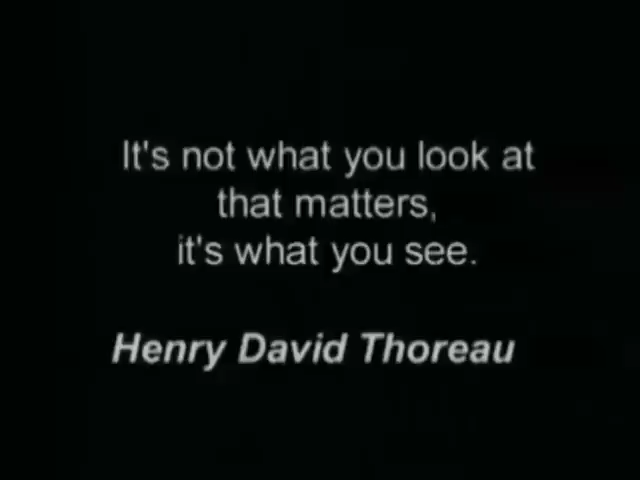 It's not what you look at
that matters,
it's what you see.
Henry David Thoreau